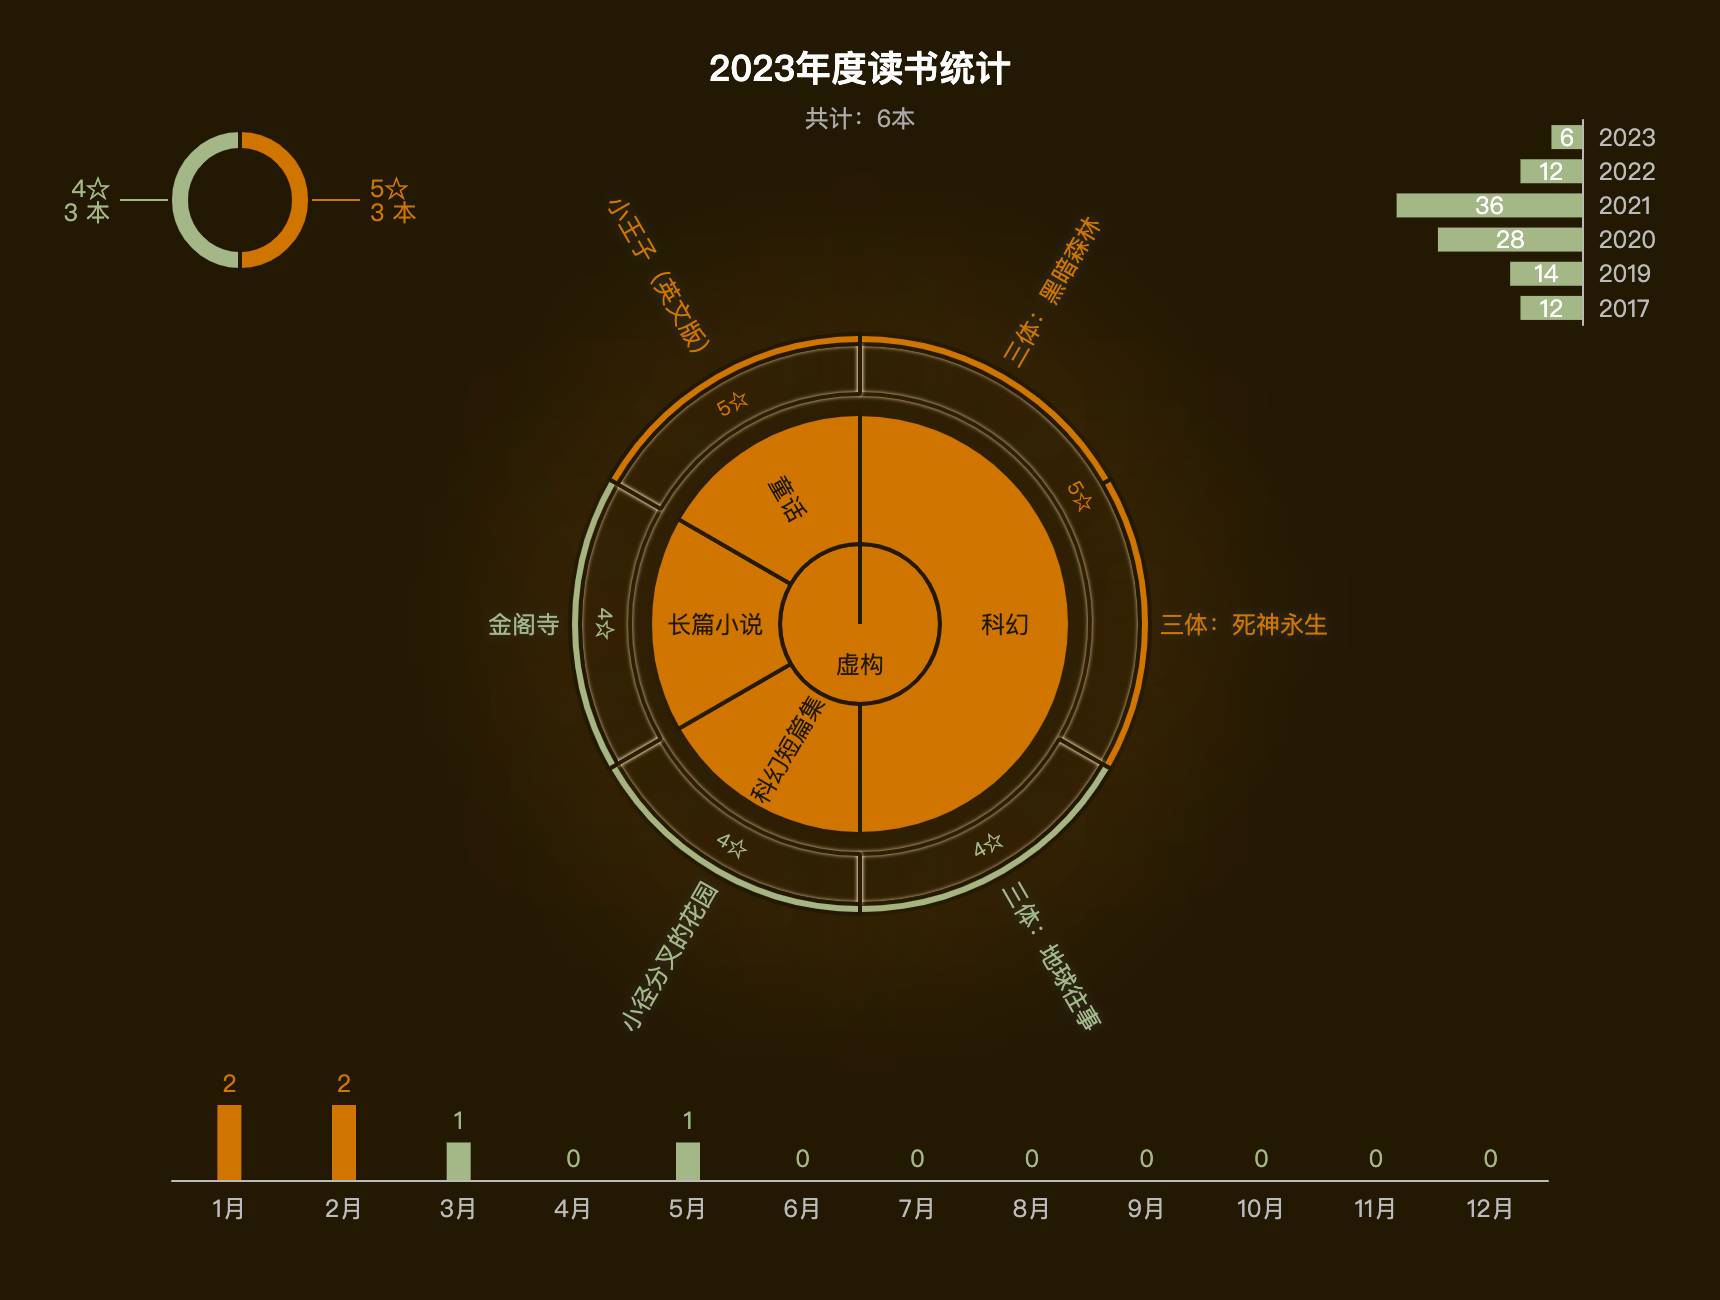 2023年度读书统计
共计：6本
4☆
3 本
5☆
3 本
6 2023
12 2022
36 2021
28 2020
14 2019
12 2017
小王子（英文版）
三体：黑暗森林
5☆
5☆
童话
金阁寺
4☆
长篇小说
科幻
三体：死神永生
虚构
科幻短篇集
4☆
4☆
小径分叉的花园
三体：地球往事
2 2 1 0 1 0 0 0 0 0 0 0
1月 2月 3月 4月 5月 6月 7月 8月 9月 10月 11月 12月